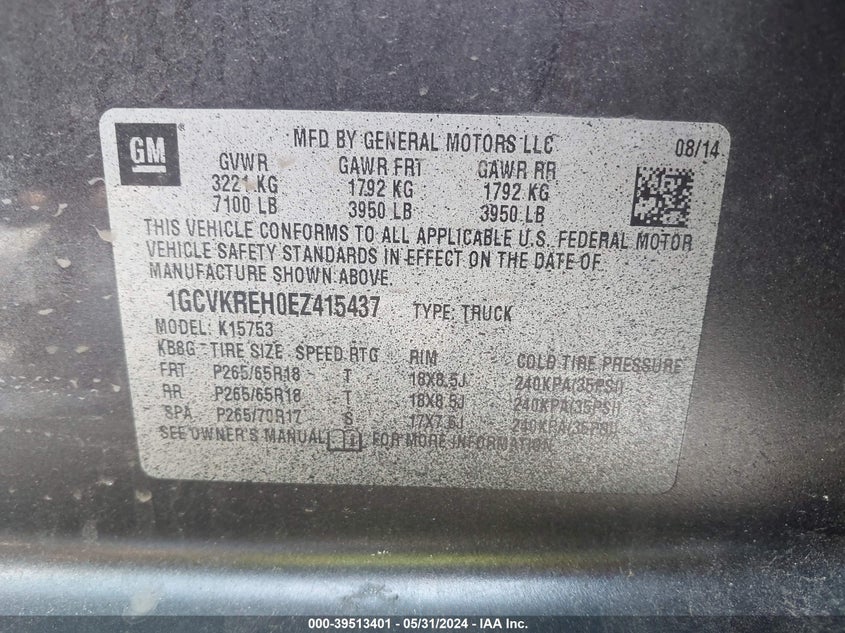 GM
MFD BY GENERAL MOTORS LLC 08/14
GVWR GAWR FRT GAWR RR
3221 KG 1792 KG 1792 KG
7100 LB 3950 LB 3950 LB
THIS VEHICLE CONFORMS TO ALL APPLICABLE U.S. FEDERAL MOTOR
VEHICLE SAFETY STANDARDS IN EFFECT ON THE DATE OF
MANUFACTURE SHOWN ABOVE.
1GCVKREH0EZ415437 TYPE: TRUCK
MODEL: K15753
KB8G TIRE SIZE SPEED RTG RIM COLD TIRE PRESSURE
FRT P265/65R18 T 18X8.5J 240KPA(35PSI)
RR P265/65R18 T 18X8.5J 240KPA(35PSI)
SPA P265/70R17 S 17X7.5J 240KPA(35PSI)
SEE OWNER'S MANUAL FOR MORE INFORMATION
000-39513401 - 05/31/2024 - IAA Inc.